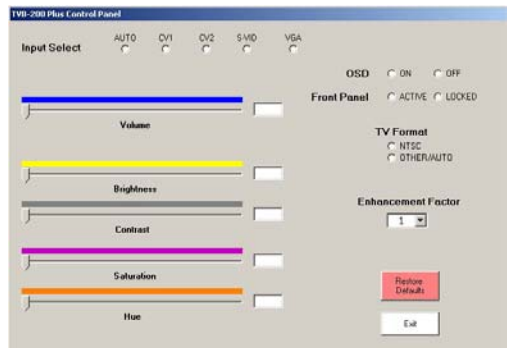 TVB-200 Plus Control Panel
Input Select AUTO CV1 CV2 S-VID VGA
OSD ON OFF
Front Panel ACTIVE LOCKED
Volume
TV Format
NTSC
OTHER/AUTO
Brightness
Enhancement Factor
1
Contrast
Saturation
Restore
Defaults
Hue
Exit